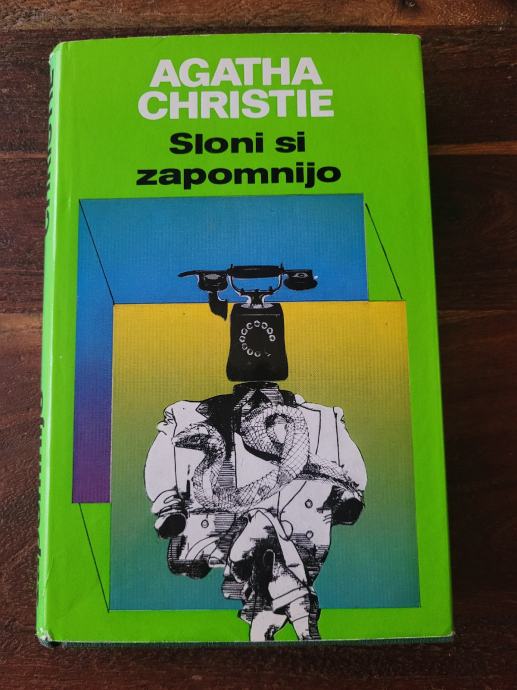 AGATHA
CHRISTIE
Sloni si
zapomnijo